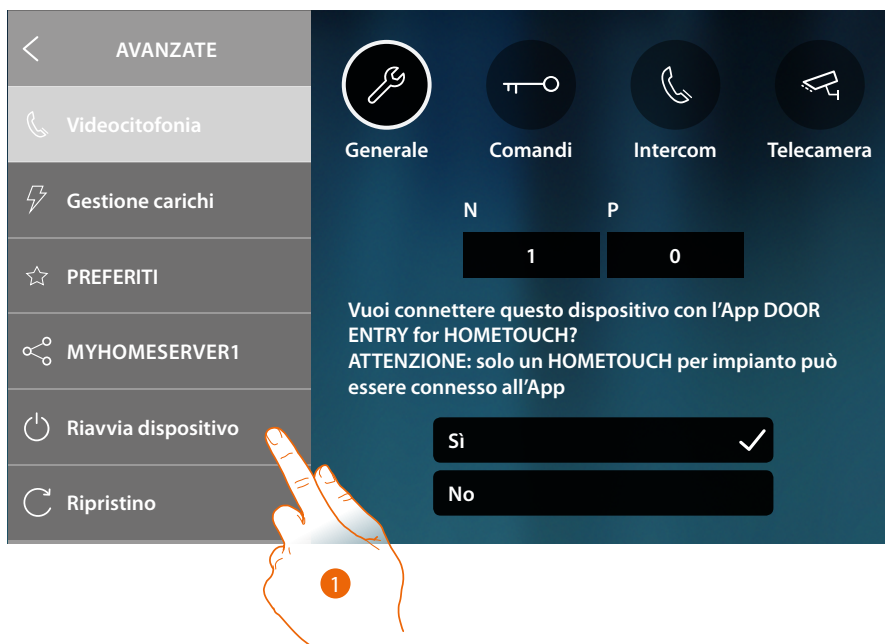 AVANZATE
Videocitofonia
Gestione carichi
PREFERITI
MYHOMESERVER1
Riavvia dispositivo
Ripristino
Generale
Comandi
Intercom
Telecamera
N
P
1
0
Vuoi connettere questo dispositivo con l'App DOOR
ENTRY for HOMETOUCH?
ATTENZIONE: solo un HOMETOUCH per impianto può
essere connesso all'App
Sì
No
1